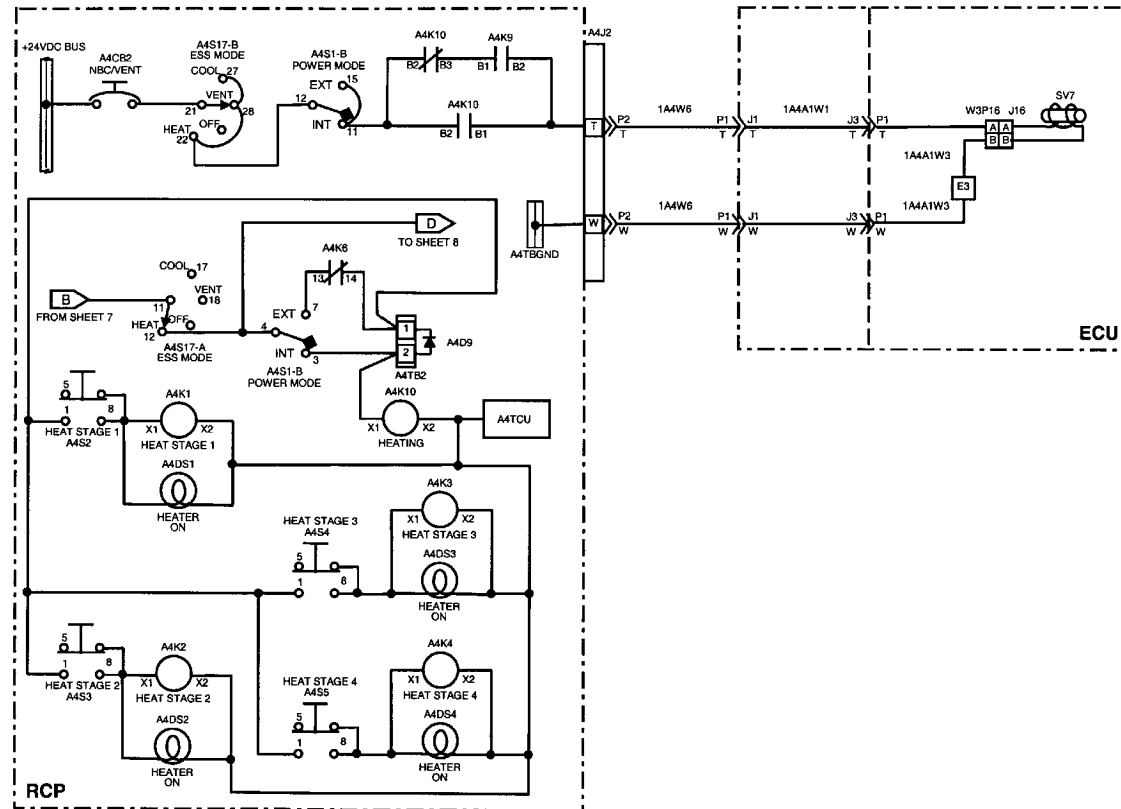 +24VDC BUS
A4CB2
NBC/VENT
A4S17-B
ESS MODE
COOL 27
VENT
21
28
OFF
HEAT
22
A4S1-B
POWER MODE
EXT 15
12
INT
11
A4K10
B2 B3
A4K9
B1 B2
A4K10
B2 B1
A4J2
T
P2
T
1A4W6
P1 J1
T T
1A4A1W1
J3 P1
T T
W3P16 J16
A A
B B
SV7
1A4A1W3
E3
1A4A1W3
W
P2
W
1A4W6
P1 J1
W W
J3 P1
W W
A4TBGND
ECU
D
TO SHEET 8
B
FROM SHEET 7
COOL 17
VENT
18
11
OFF
HEAT
12
A4S17-A
ESS MODE
A4K6
13 14
EXT 7
4
INT
3
A4S1-B
POWER MODE
1
2
A4D9
A4TB2
A4K10
X1 X2
HEATING
A4TCU
5
1 8
HEAT STAGE 1
A4S2
A4K1
X1 X2
HEAT STAGE 1
A4DS1
HEATER
ON
HEAT STAGE 3
A4S4
5
1 8
A4K3
X1 X2
HEAT STAGE 3
A4DS3
HEATER
ON
5
1 8
HEAT STAGE 2
A4S3
A4K2
X1 X2
HEAT STAGE 2
A4DS2
HEATER
ON
HEAT STAGE 4
A4S5
5
1 8
A4K4
X1 X2
HEAT STAGE 4
A4DS4
HEATER
ON
RCP